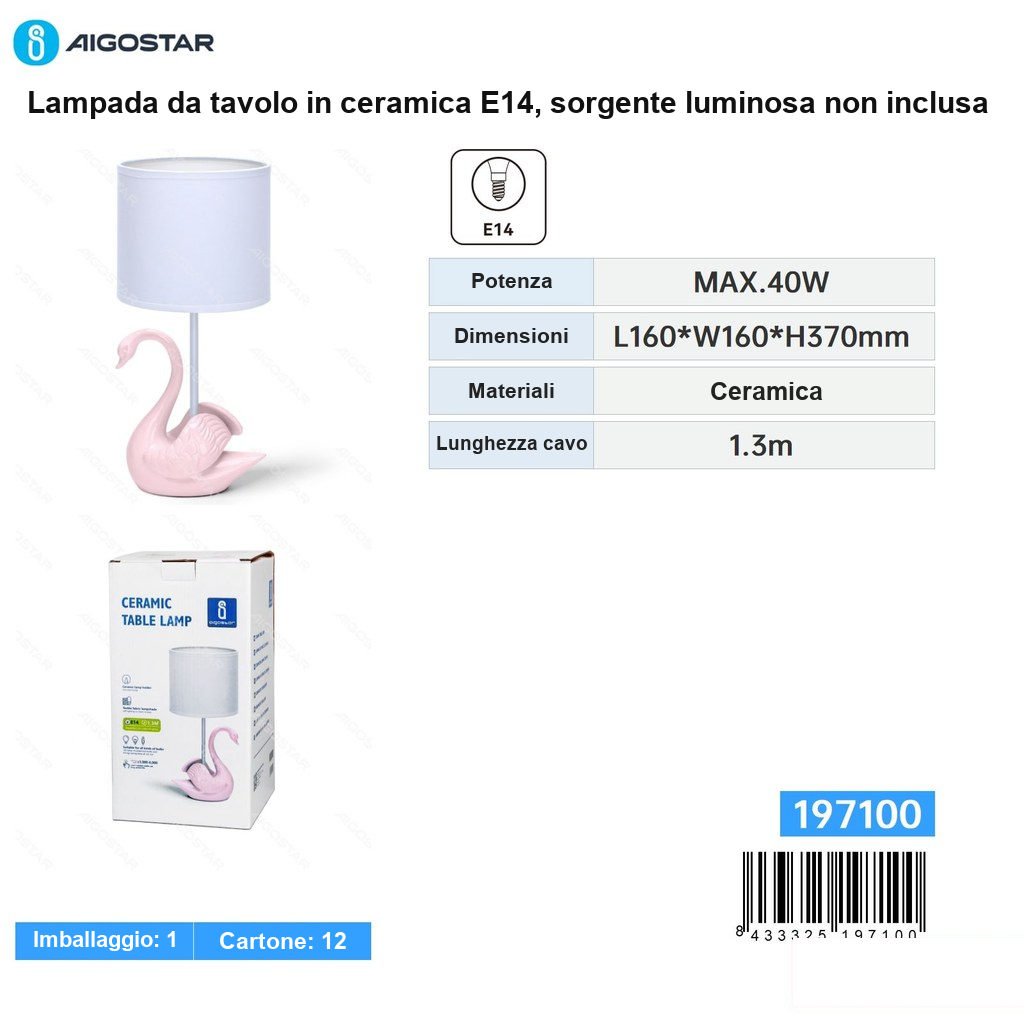 AIGOSTAR
Lampada da tavolo in ceramica E14, sorgente luminosa non inclusa
E14
Potenza MAX.40W
Dimensioni L160*W160*H370mm
Materiali Ceramica
Lunghezza cavo 1.3m
CERAMIC
TABLE LAMP
aigostar
E14
197100
8 433325 197100
Imballaggio: 1 Cartone: 12